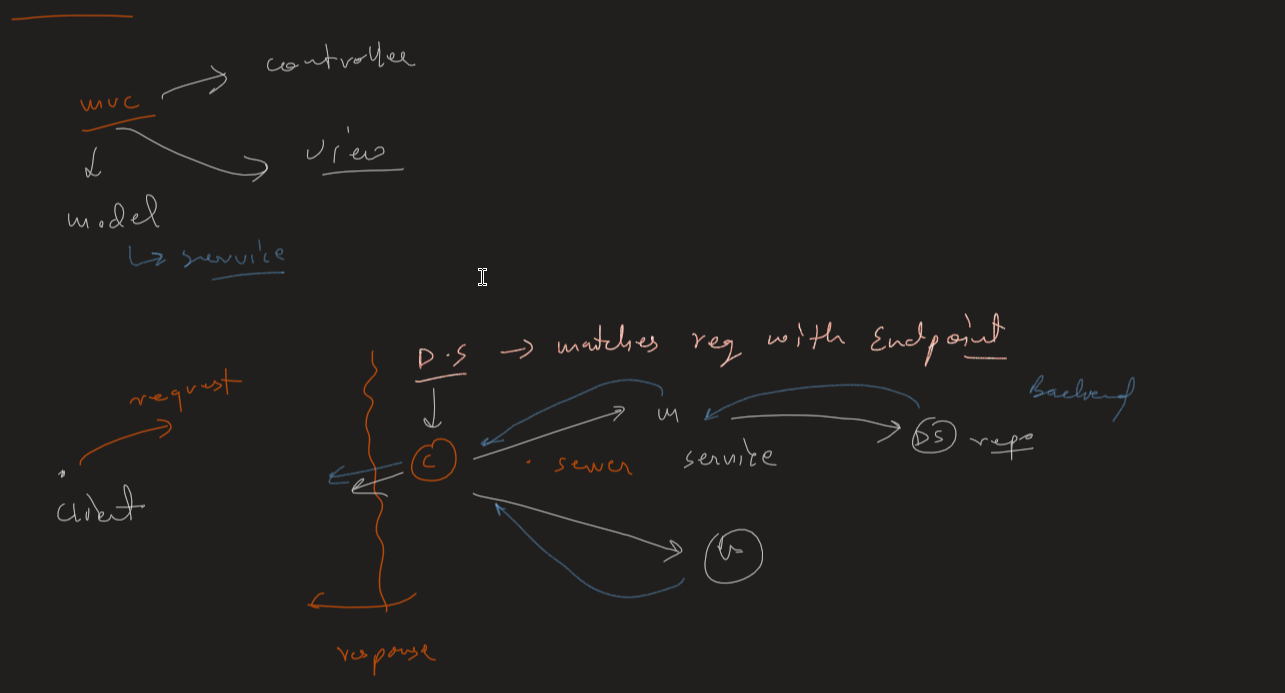 controller
mvc
view
model
↳ service
D.S → matches req with Endpoint
request
Backend
M
C
DS repo
. server
service
client
V
response